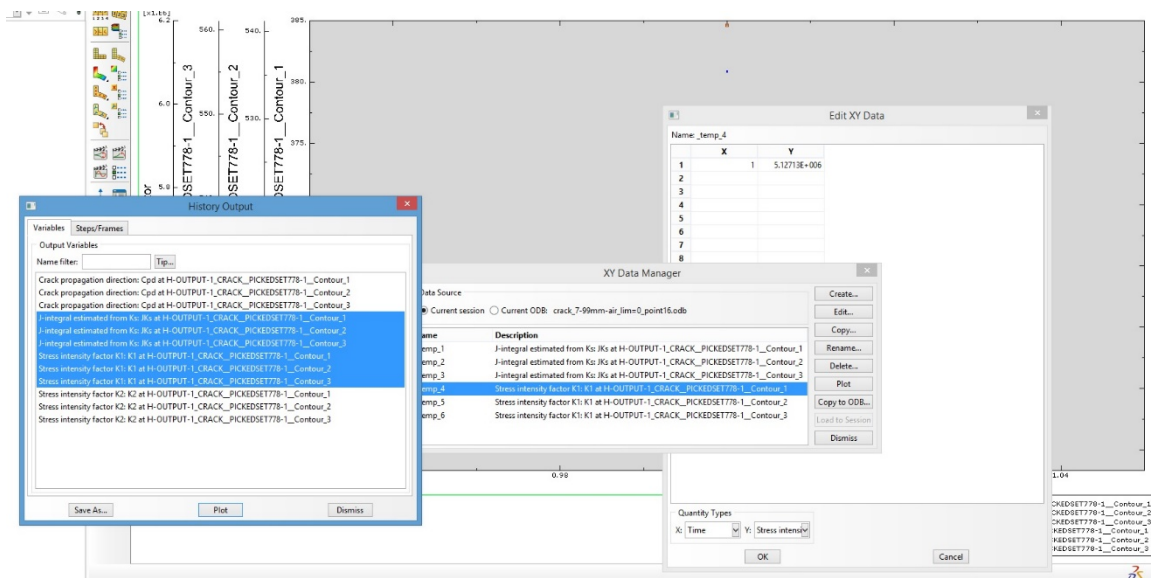 [x1.E6]
6.2
6.0
5.8
560.
550.
540.
530.
385.
380.
375.
DSET778-1__Contour_3
DSET778-1__Contour_2
DSET778-1__Contour_1
0.98
1.04
History Output
Variables
Steps/Frames
Output Variables
Name filter:
Tip...
Crack propagation direction: Cpd at H-OUTPUT-1_CRACK__PICKEDSET778-1__Contour_1
Crack propagation direction: Cpd at H-OUTPUT-1_CRACK__PICKEDSET778-1__Contour_2
Crack propagation direction: Cpd at H-OUTPUT-1_CRACK__PICKEDSET778-1__Contour_3
J-integral estimated from Ks: JKs at H-OUTPUT-1_CRACK__PICKEDSET778-1__Contour_1
J-integral estimated from Ks: JKs at H-OUTPUT-1_CRACK__PICKEDSET778-1__Contour_2
J-integral estimated from Ks: JKs at H-OUTPUT-1_CRACK__PICKEDSET778-1__Contour_3
Stress intensity factor K1: K1 at H-OUTPUT-1_CRACK__PICKEDSET778-1__Contour_1
Stress intensity factor K1: K1 at H-OUTPUT-1_CRACK__PICKEDSET778-1__Contour_2
Stress intensity factor K1: K1 at H-OUTPUT-1_CRACK__PICKEDSET778-1__Contour_3
Stress intensity factor K2: K2 at H-OUTPUT-1_CRACK__PICKEDSET778-1__Contour_1
Stress intensity factor K2: K2 at H-OUTPUT-1_CRACK__PICKEDSET778-1__Contour_2
Stress intensity factor K2: K2 at H-OUTPUT-1_CRACK__PICKEDSET778-1__Contour_3
Save As...
Plot
Dismiss
XY Data Manager
Data Source
Current session
Current ODB: crack_7-99mm-air_lim=0_point16.odb
ame Description
emp_1 J-integral estimated from Ks: JKs at H-OUTPUT-1_CRACK__PICKEDSET778-1__Contour_1
emp_2 J-integral estimated from Ks: JKs at H-OUTPUT-1_CRACK__PICKEDSET778-1__Contour_2
emp_3 J-integral estimated from Ks: JKs at H-OUTPUT-1_CRACK__PICKEDSET778-1__Contour_3
emp_4 Stress intensity factor K1: K1 at H-OUTPUT-1_CRACK__PICKEDSET778-1__Contour_1
emp_5 Stress intensity factor K1: K1 at H-OUTPUT-1_CRACK__PICKEDSET778-1__Contour_2
emp_6 Stress intensity factor K1: K1 at H-OUTPUT-1_CRACK__PICKEDSET778-1__Contour_3
Create...
Edit...
Copy...
Rename...
Delete...
Plot
Copy to ODB...
Load to Session
Dismiss
Edit XY Data
Name: _temp_4
X Y
1 1 5.12713E+006
2
3
4
5
6
7
8
Quantity Types
X: Time Y: Stress intensi
OK
Cancel
CKEDSET778-1__Contour_1
CKEDSET778-1__Contour_2
CKEDSET778-1__Contour_3
KEDSET778-1__Contour_1
KEDSET778-1__Contour_2
KEDSET778-1__Contour_3